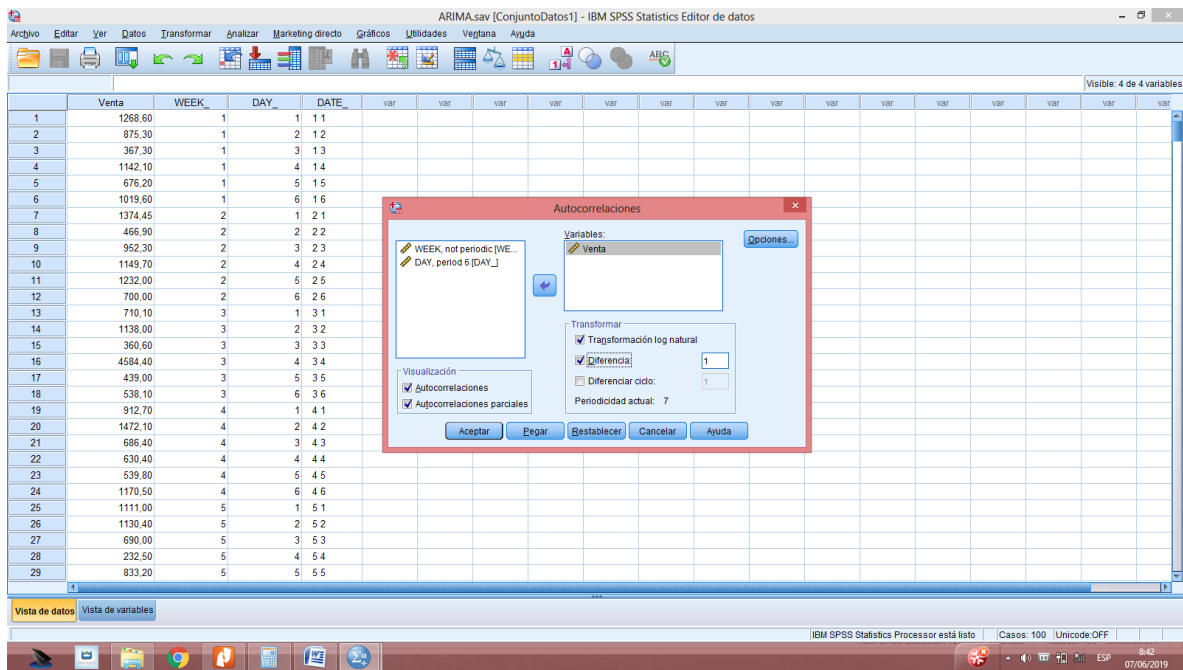 ARIMA.sav [ConjuntoDatos1] - IBM SPSS Statistics Editor de datos
Archivo Editar Ver Datos Transformar Analizar Marketing directo Gráficos Utilidades Ventana Ayuda
Visible: 4 de 4 variables
Venta WEEK_ DAY_ DATE_ var var var var var var var var var var var var var var var
1 1268,60 1 1 1 1
2 875,30 1 2 1 2
3 367,30 1 3 1 3
4 1142,10 1 4 1 4
5 676,20 1 5 1 5
6 1019,60 1 6 1 6
7 1374,45 2 1 2 1
8 466,90 2 2 2 2
9 952,30 2 3 2 3
10 1149,70 2 4 2 4
11 1232,00 2 5 2 5
12 700,00 2 6 2 6
13 710,10 3 1 3 1
14 1138,00 3 2 3 2
15 360,60 3 3 3 3
16 4584,40 3 4 3 4
17 439,00 3 5 3 5
18 538,10 3 6 3 6
19 912,70 4 1 4 1
20 1472,10 4 2 4 2
21 686,40 4 3 4 3
22 630,40 4 4 4 4
23 539,80 4 5 4 5
24 1170,50 4 6 4 6
25 1111,00 5 1 5 1
26 1130,40 5 2 5 2
27 690,00 5 3 5 3
28 232,50 5 4 5 4
29 833,20 5 5 5 5
Autocorrelaciones
WEEK, not periodic [WE...
DAY, period 6 [DAY_]
Variables:
Venta
Opciones...
Transformar
Transformación log natural
Diferencia: 1
Diferenciar ciclo: 1
Periodicidad actual: 7
Visualización
Autocorrelaciones
Autocorrelaciones parciales
Aceptar Pegar Restablecer Cancelar Ayuda
Vista de datos Vista de variables
IBM SPSS Statistics Processor está listo Casos: 100 Unicode:OFF
ESP 8:42
07/06/2019